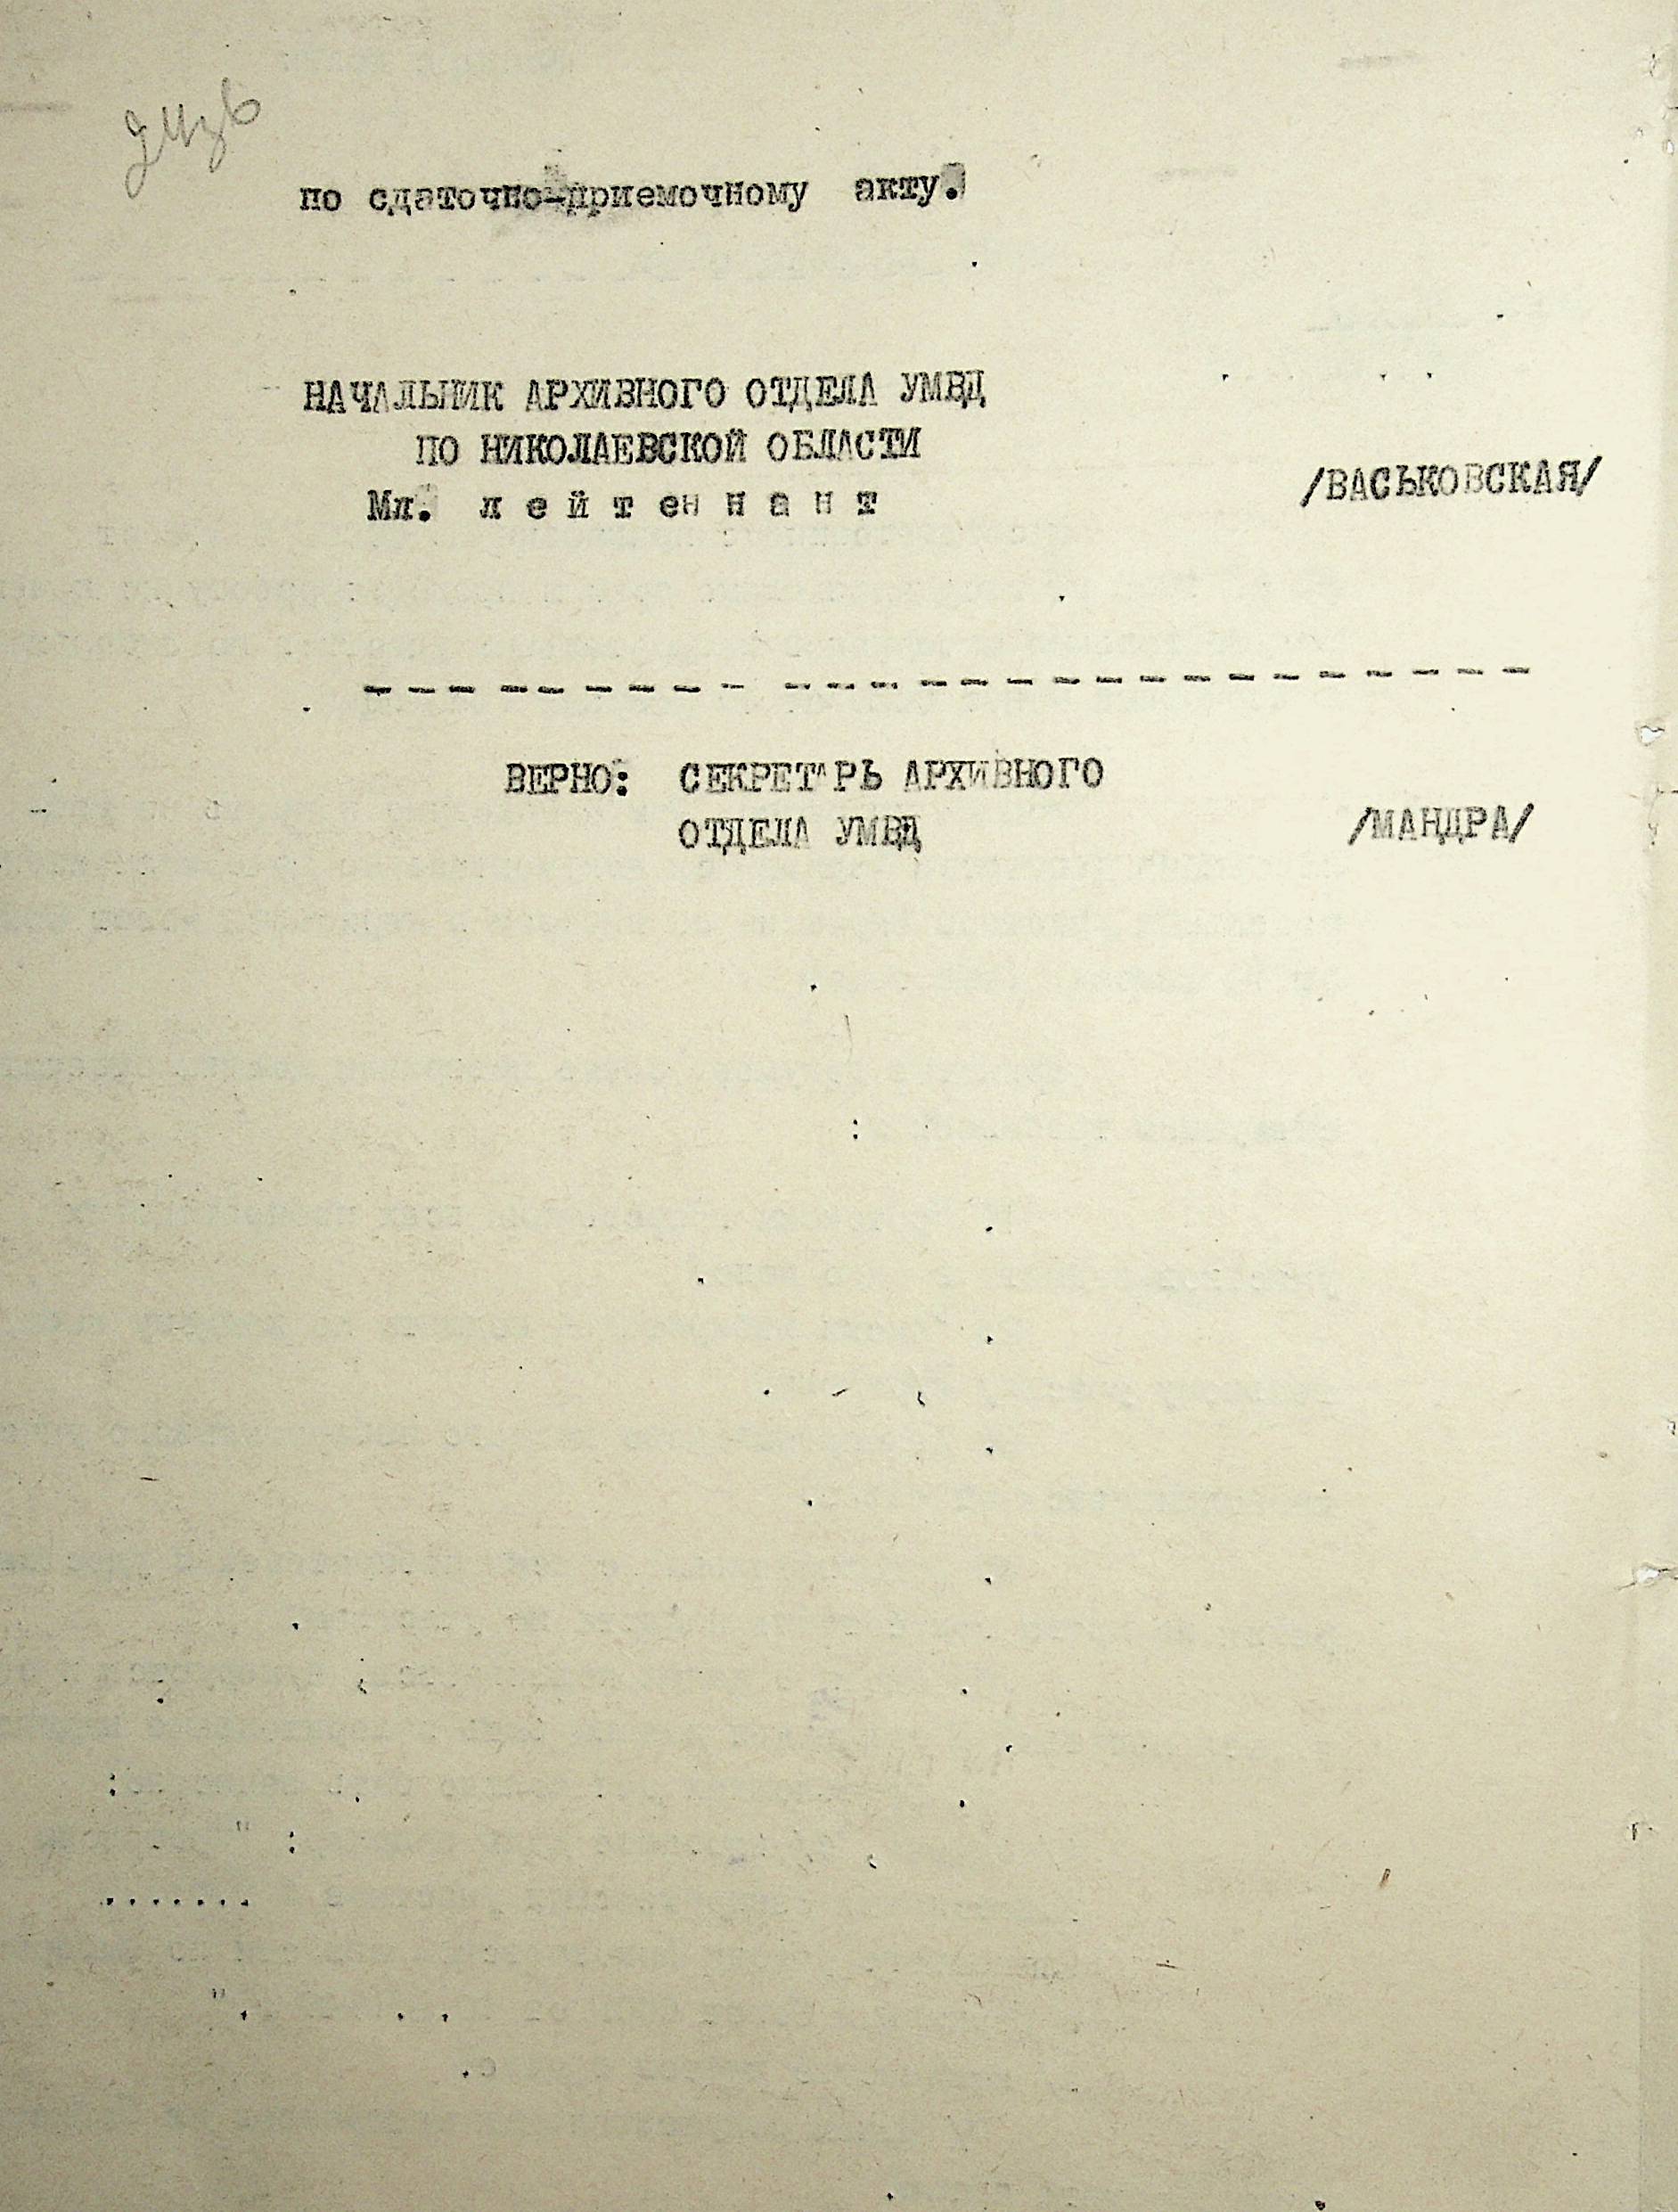 по сдаточно-приемочному акту.
НАЧАЛЬНИК АРХИВНОГО ОТДЕЛА УМВД
ПО НИКОЛАЕВСКОЙ ОБЛАСТИ
Мл. л е й т ен н а н т /ВАСЬКОВСКАЯ/
ВЕРНО: СЕКРЕТАРЬ АРХИВНОГО
ОТДЕЛА УМВД /МАНДРА/